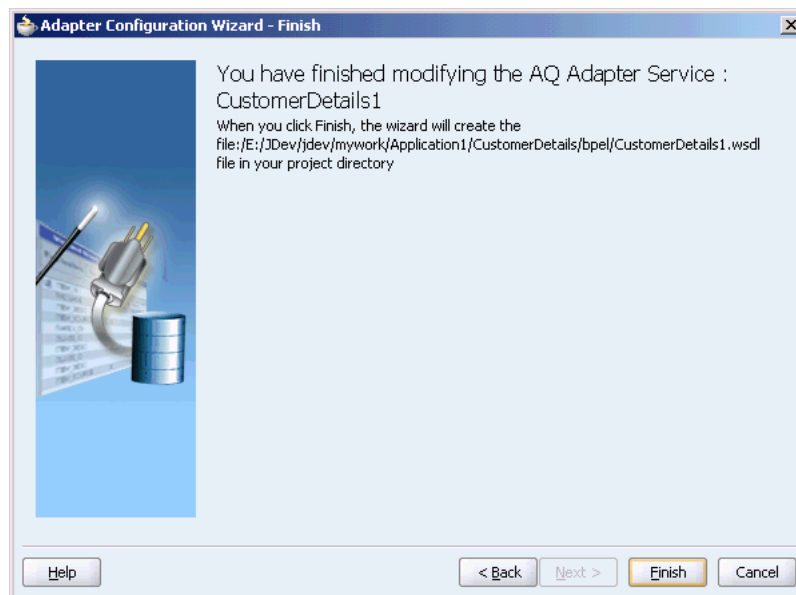 Adapter Configuration Wizard - Finish
You have finished modifying the AQ Adapter Service :
CustomerDetails1
When you click Finish, the wizard will create the
file:/E:/JDev/jdev/mywork/Application1/CustomerDetails/bpel/CustomerDetails1.wsdl
file in your project directory
Help
< Back
Next >
Finish
Cancel